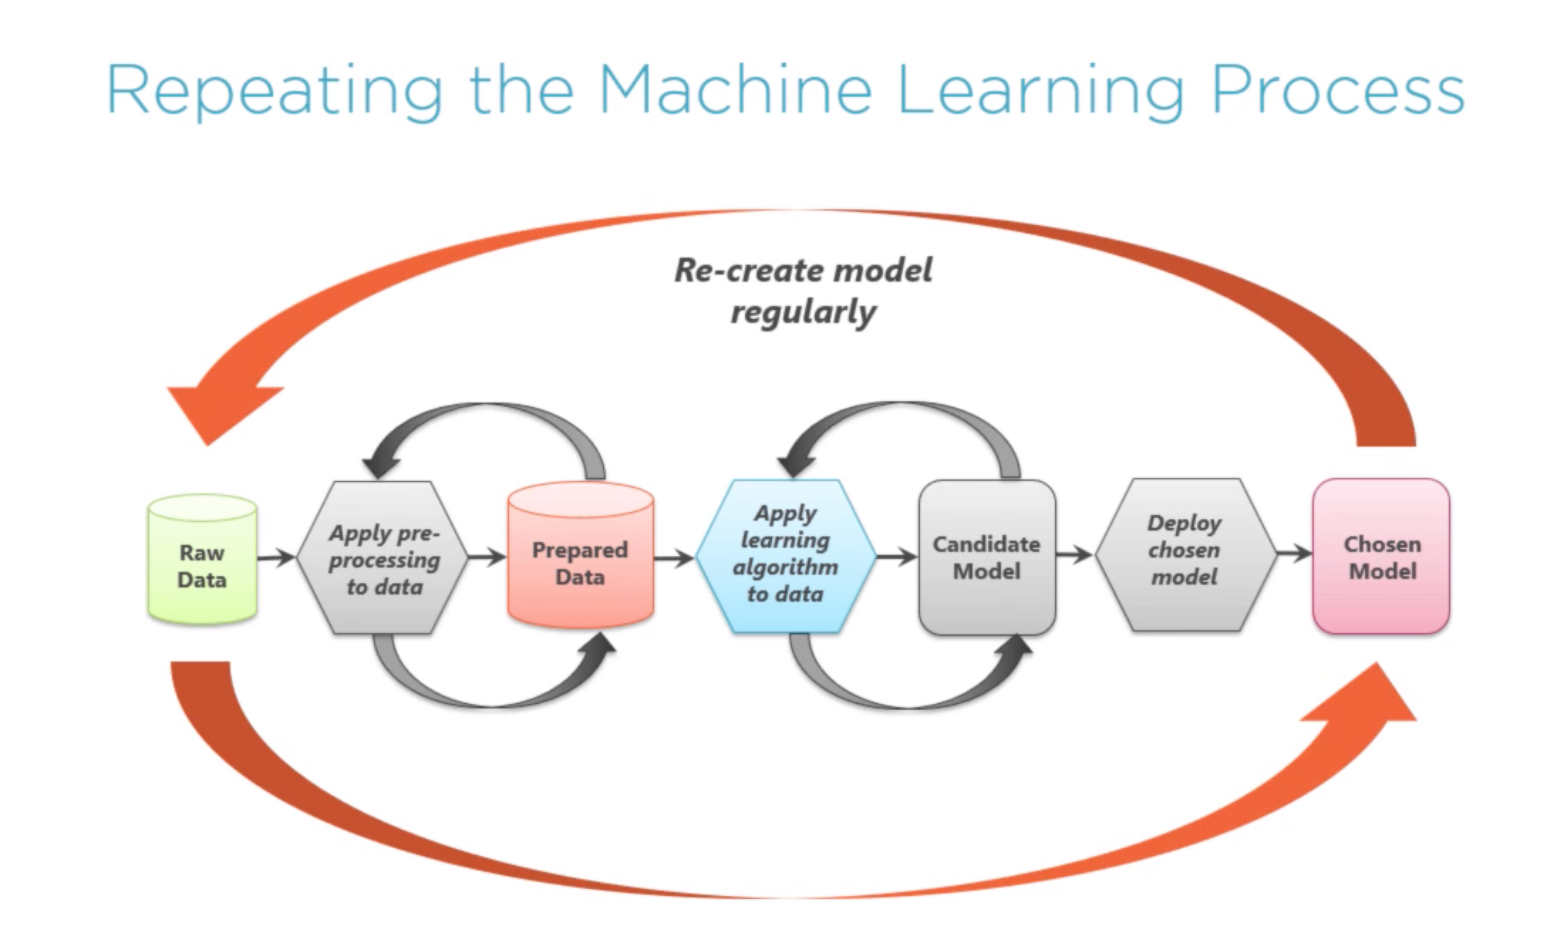 Repeating the Machine Learning Process
Re-create model
regularly
Raw
Data
Apply pre-
processing
to data
Prepared
Data
Apply
learning
algorithm
to data
Candidate
Model
Deploy
chosen
model
Chosen
Model